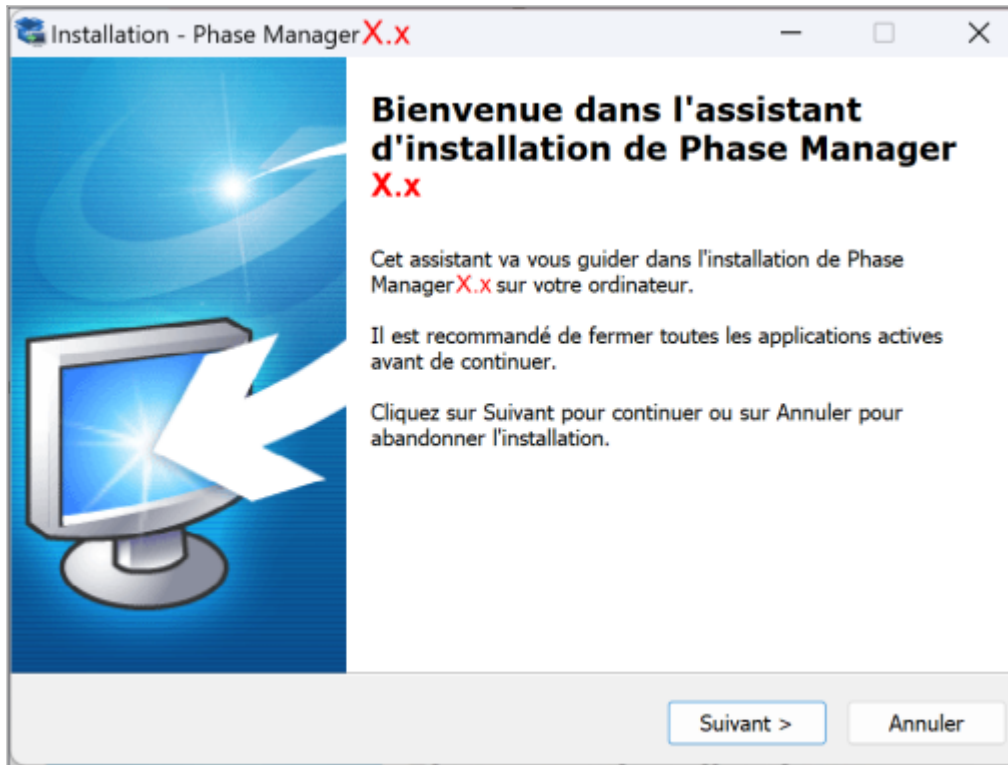 Installation - Phase Manager X.x
Bienvenue dans l'assistant
d'installation de Phase Manager
X.x
Cet assistant va vous guider dans l'installation de Phase
Manager X.x sur votre ordinateur.
Il est recommandé de fermer toutes les applications actives
avant de continuer.
Cliquez sur Suivant pour continuer ou sur Annuler pour
abandonner l'installation.
Suivant > Annuler